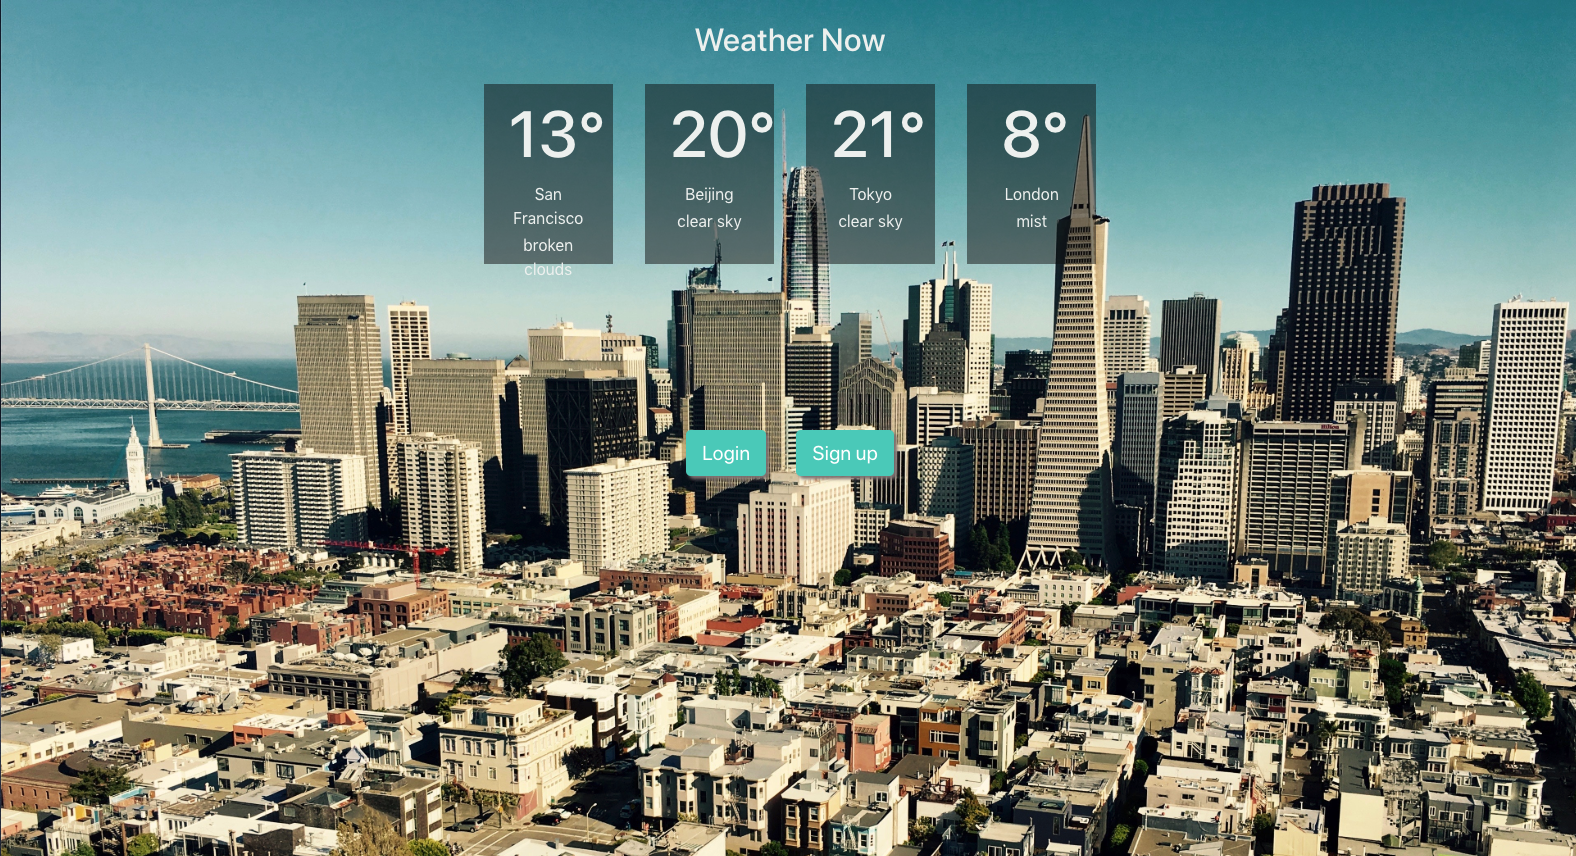 Weather Now
13°
San
Francisco
broken
clouds
20°
Beijing
clear sky
21°
Tokyo
clear sky
8°
London
mist
Login
Sign up
Hilton